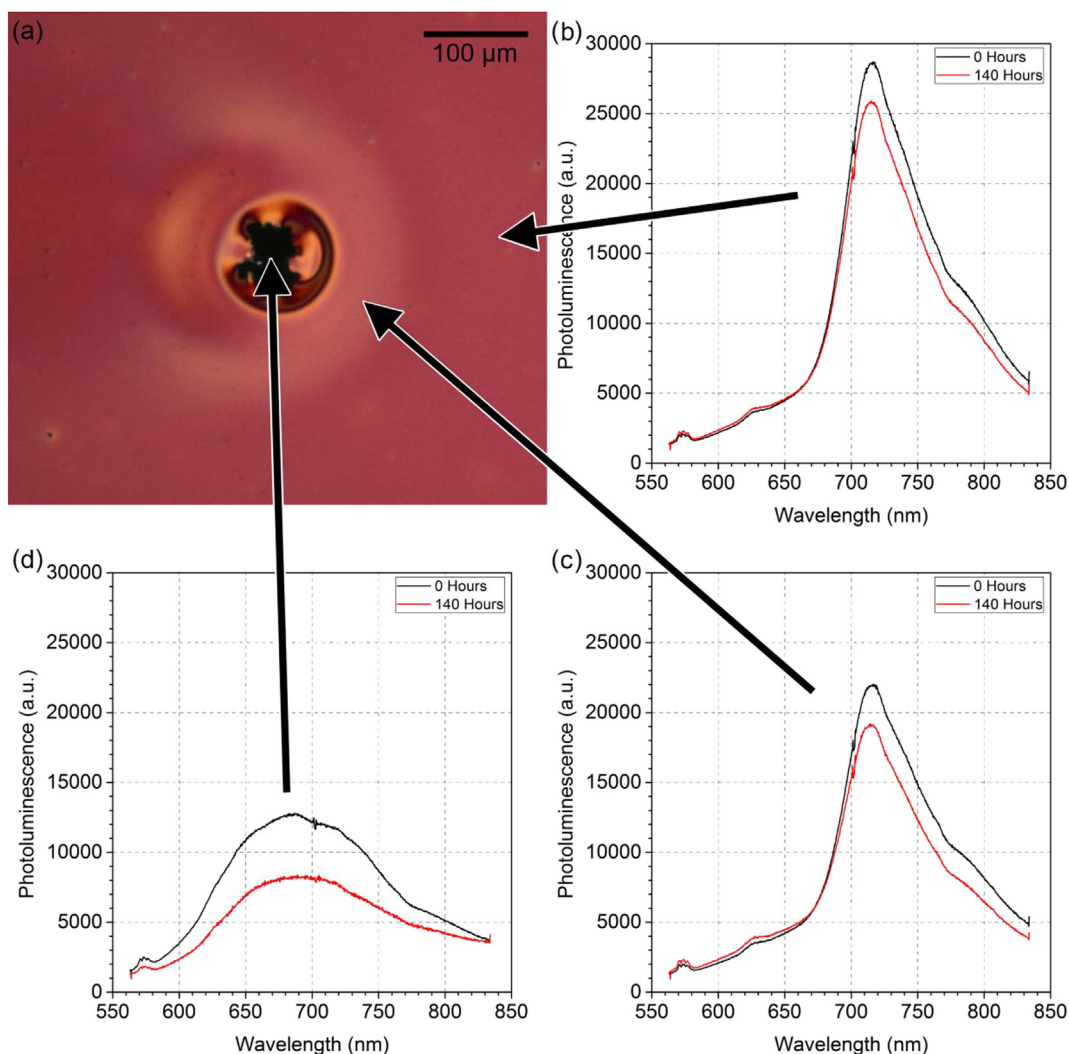 (a)
100 µm
(b)
30000
25000
20000
15000
10000
5000
0
Photoluminescence (a.u.)
0 Hours
140 Hours
550 600 650 700 750 800 850
Wavelength (nm)
(d)
30000
25000
20000
15000
10000
5000
0
Photoluminescence (a.u.)
0 Hours
140 Hours
550 600 650 700 750 800 850
Wavelength (nm)
(c)
30000
25000
20000
15000
10000
5000
0
Photoluminescence (a.u.)
0 Hours
140 Hours
550 600 650 700 750 800 850
Wavelength (nm)